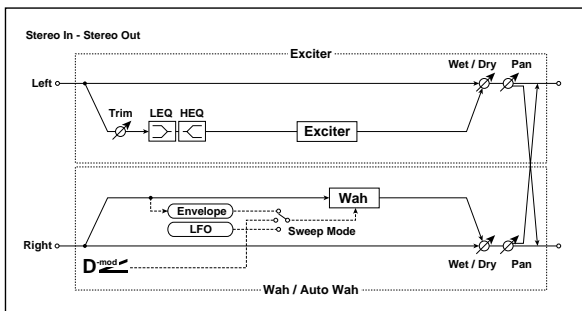 Stereo In - Stereo Out
Exciter
Wet / Dry Pan
Left
Trim LEQ HEQ
Exciter
Wah
Envelope
LFO
Sweep Mode
Right
D-mod
Wet / Dry Pan
Wah / Auto Wah